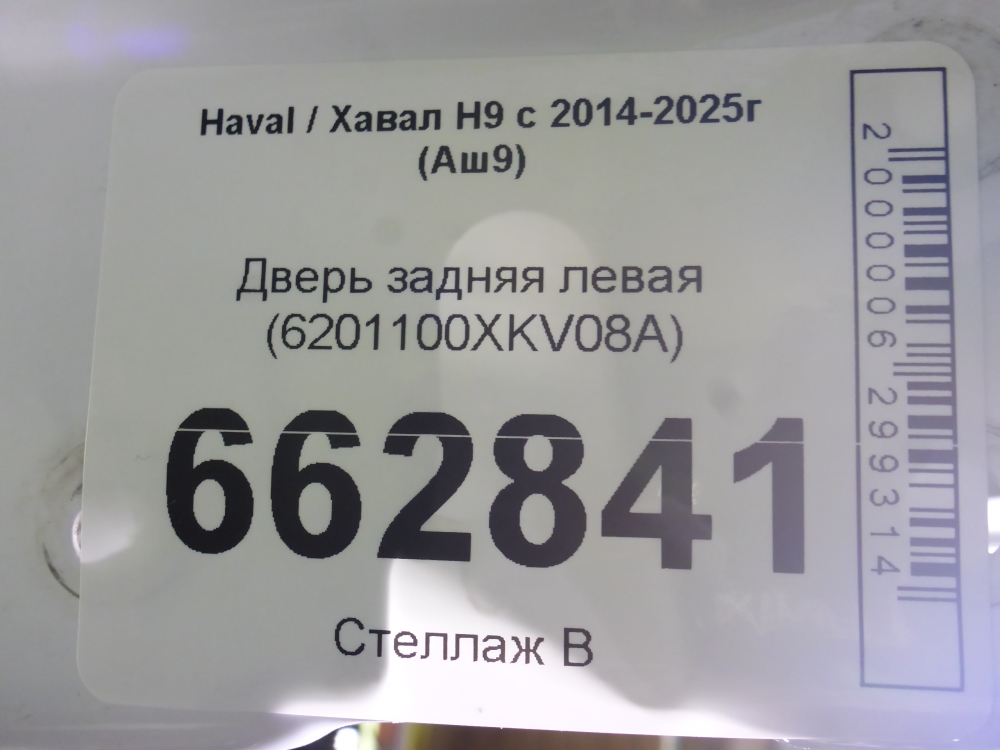 Haval / Хавал H9 с 2014-2025г
(Аш9)
Дверь задняя левая
(6201100XKV08A)
662841
Стеллаж В
2000006299314